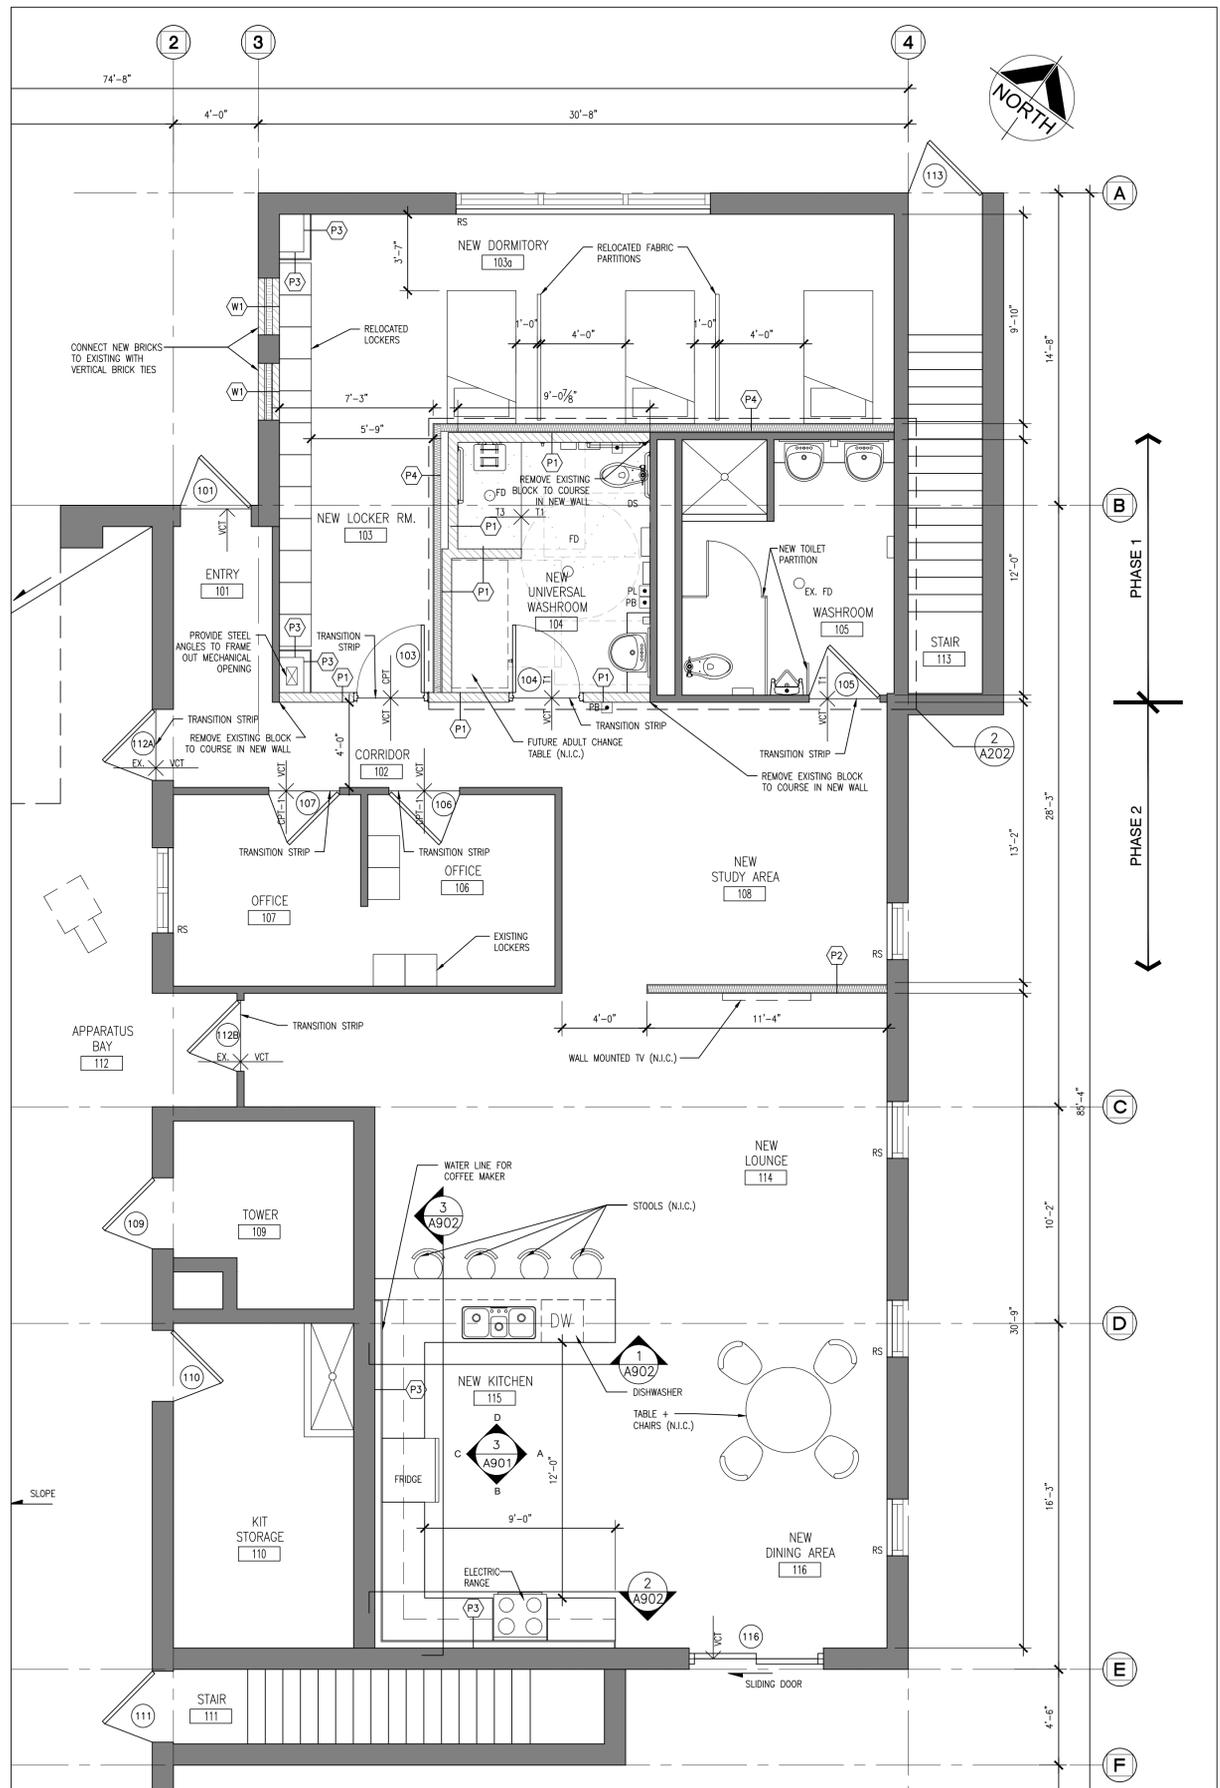 2
3
4
74'-8"
4'-0"
30'-8"
NORTH
113
A
RS
NEW DORMITORY
103a
RELOCATED FABRIC
PARTITIONS
P3
3'-7"
P3
W1
RELOCATED
LOCKERS
1'-0"
4'-0"
1'-0"
4'-0"
9'-10"
14'-8"
CONNECT NEW BRICKS
TO EXISTING WITH
VERTICAL BRICK TIES
W1
7'-3"
9'-0⅞"
P4
5'-9"
P4
P1
REMOVE EXISTING
BLOCK TO COURSE
IN NEW WALL
FD
DS
101
VCT
T3
T1
P1
FD
B
NEW LOCKER RM.
103
NEW TOILET
PARTITION
12'-0"
PHASE 1
ENTRY
101
P1
NEW
UNIVERSAL
WASHROOM
104
PL
PB
EX. FD
WASHROOM
105
STAIR
113
PROVIDE STEEL
ANGLES TO FRAME
OUT MECHANICAL
OPENING
P3
P3
TRANSITION
STRIP
103
P1
CPT
VCT
104
T1
VCT
P1
PB
T1
VCT
105
TRANSITION STRIP
112A
EX.
VCT
REMOVE EXISTING BLOCK
TO COURSE IN NEW WALL
4'-0"
CORRIDOR
102
P1
FUTURE ADULT CHANGE
TABLE (N.I.C.)
TRANSITION STRIP
TRANSITION STRIP
REMOVE EXISTING BLOCK
TO COURSE IN NEW WALL
2
A202
VCT
CPT-1
107
VCT
CPT-1
106
TRANSITION STRIP
TRANSITION STRIP
28'-3"
13'-2"
PHASE 2
OFFICE
106
OFFICE
107
NEW
STUDY AREA
108
RS
EXISTING
LOCKERS
P2
RS
112B
EX.
VCT
TRANSITION STRIP
4'-0"
11'-4"
WALL MOUNTED TV (N.I.C.)
APPARATUS
BAY
112
C
85'-4"
NEW
LOUNGE
114
RS
WATER LINE FOR
COFFEE MAKER
3
A902
STOOLS (N.I.C.)
109
TOWER
109
10'-2"
DW
D
30'-9"
RS
1
A902
110
P3
NEW KITCHEN
115
DISHWASHER
TABLE +
CHAIRS (N.I.C.)
D
C
3
A901
A
B
12'-0"
FRIDGE
SLOPE
9'-0"
16'-3"
KIT
STORAGE
110
NEW
DINING AREA
116
RS
ELECTRIC
RANGE
P3
2
A902
VCT
116
SLIDING DOOR
E
STAIR
111
111
4'-6"
F